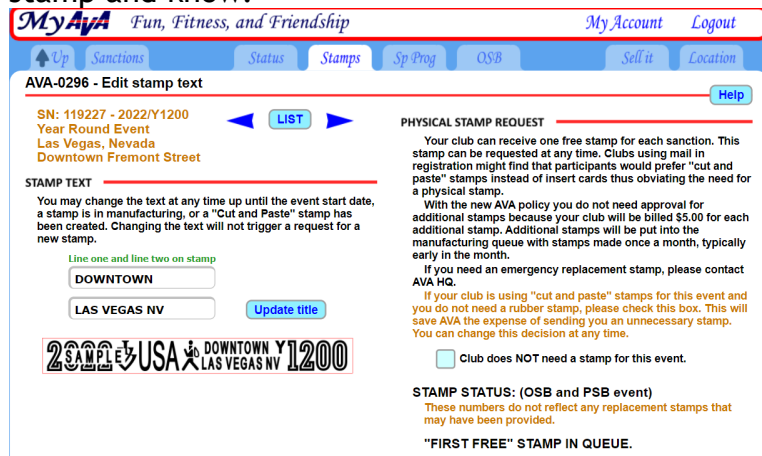 MyAVA Fun, Fitness, and Friendship My Account Logout
Up Sanctions Status Stamps Sp Prog OSB Sell it Location
AVA-0296 - Edit stamp text
Help
SN: 119227 - 2022/Y1200
Year Round Event
Las Vegas, Nevada
Downtown Fremont Street
LIST
STAMP TEXT
You may change the text at any time up until the event start date,
a stamp is in manufacturing, or a "Cut and Paste" stamp has
been created. Changing the text will not trigger a request for a
new stamp.
Line one and line two on stamp
DOWNTOWN
LAS VEGAS NV
Update title
SAMPLE USA DOWNTOWN Y1200
LAS VEGAS NV
PHYSICAL STAMP REQUEST
Your club can receive one free stamp for each sanction. This
stamp can be requested at any time. Clubs using mail in
registration might find that participants would prefer "cut and
paste" stamps instead of insert cards thus obviating the need for
a physical stamp.
With the new AVA policy you do not need approval for
additional stamps because your club will be billed $5.00 for each
additional stamp. Additional stamps will be put into the
manufacturing queue with stamps made once a month, typically
early in the month.
If you need an emergency replacement stamp, please contact
AVA HQ.
If your club is using "cut and paste" stamps for this event and
you do not need a rubber stamp, please check this box. This will
save AVA the expense of sending you an unnecessary stamp.
You can change this decision at any time.
Club does NOT need a stamp for this event.
STAMP STATUS: (OSB and PSB event)
These numbers do not reflect any replacement stamps that
may have been provided.
"FIRST FREE" STAMP IN QUEUE.